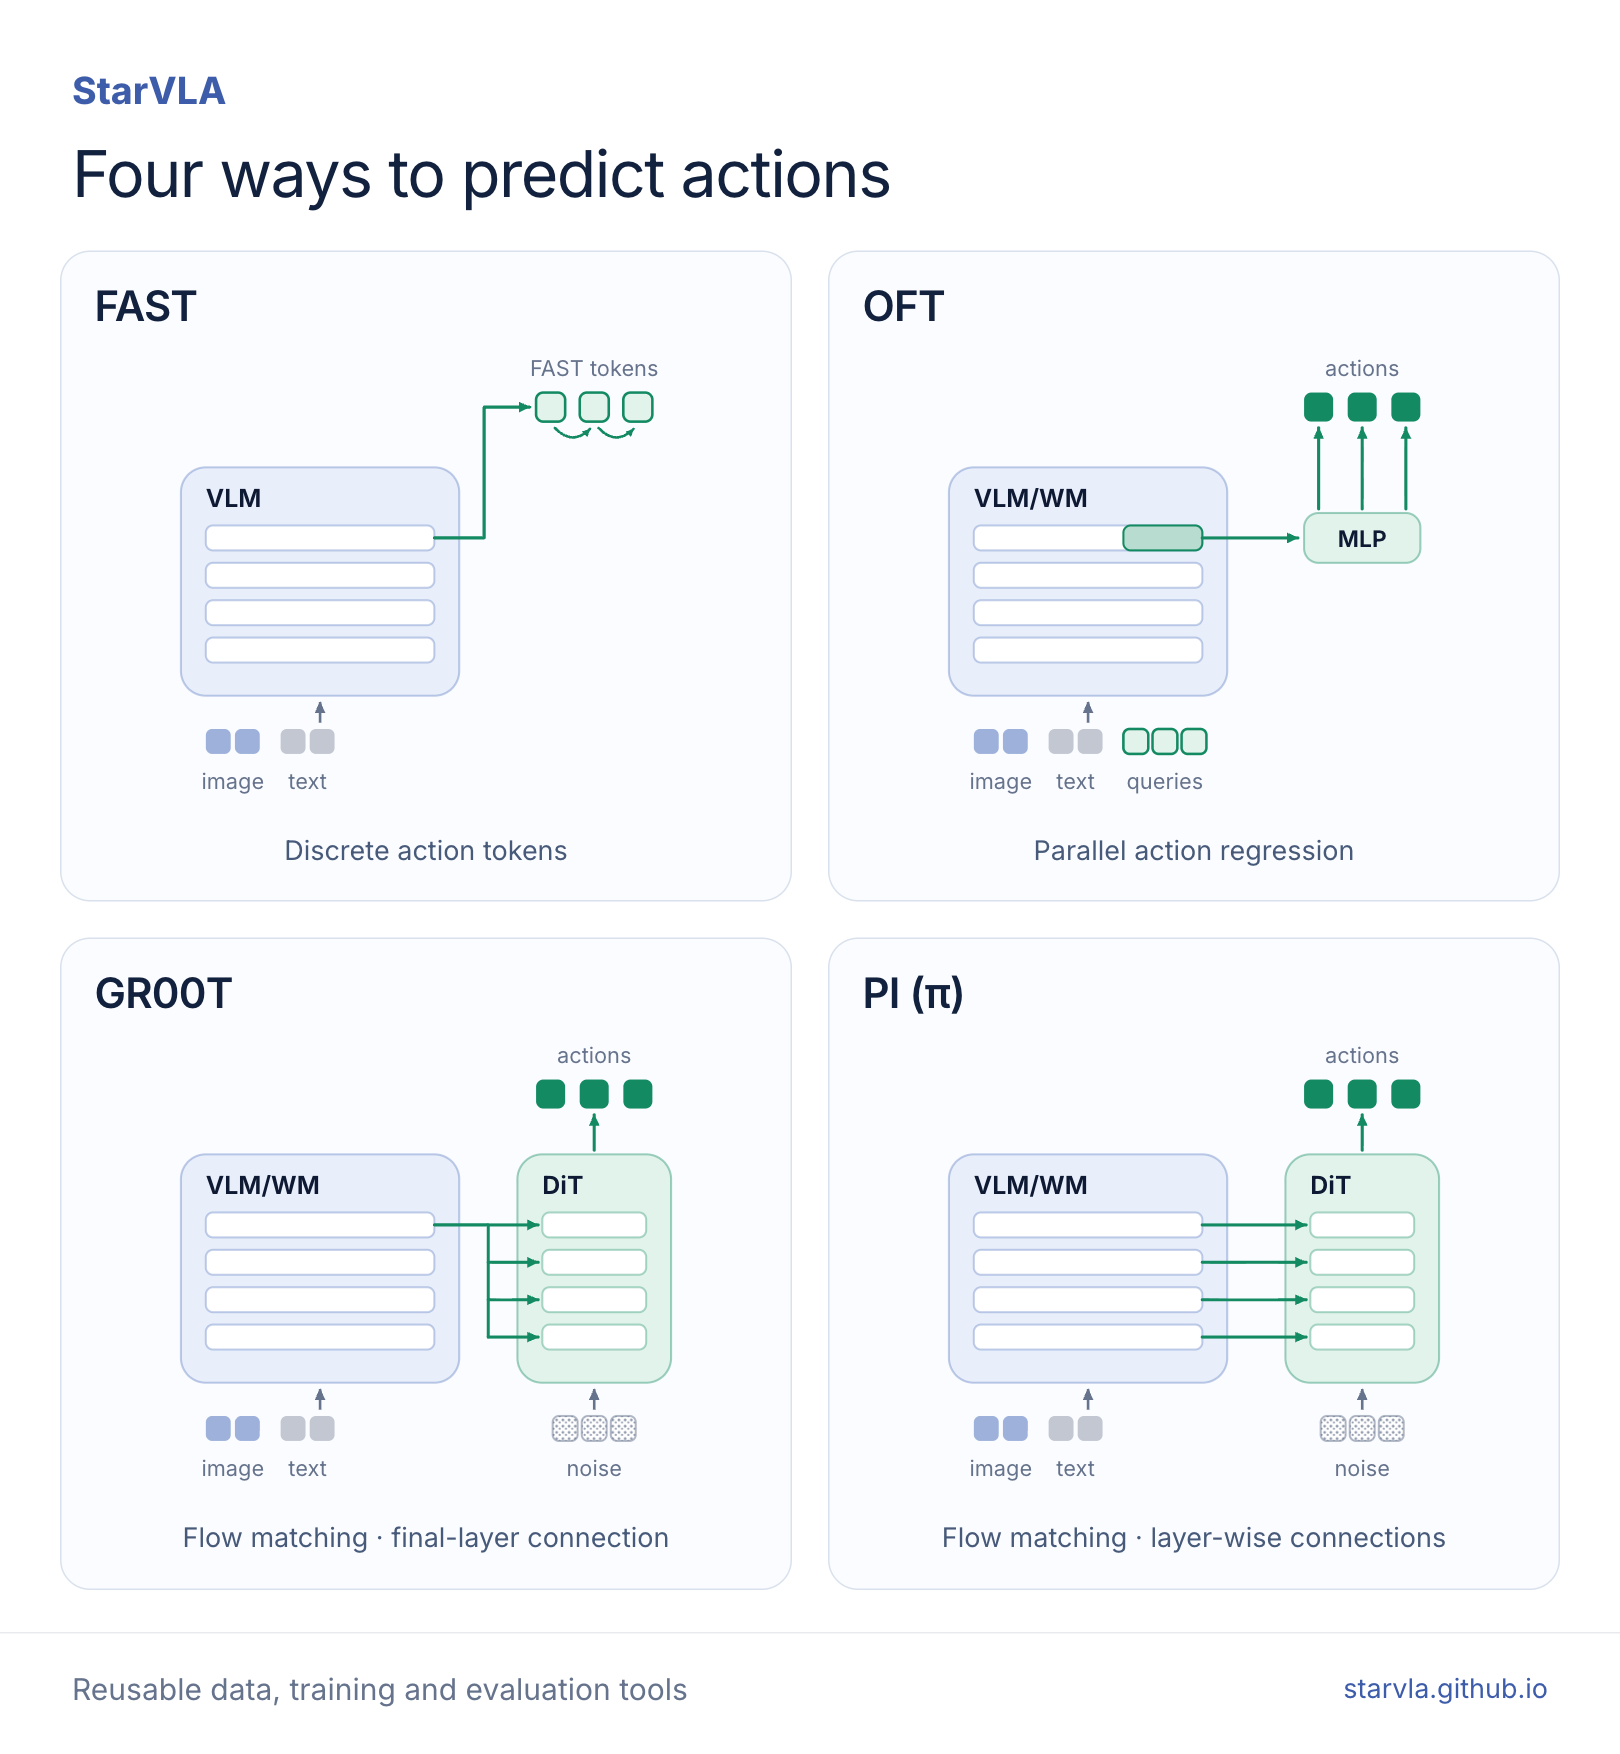 StarVLA
Four ways to predict actions
FAST
FAST tokens
VLM
image text
Discrete action tokens
OFT
actions
VLM/WM
MLP
image text queries
Parallel action regression
GR00T
actions
VLM/WM
DiT
image text noise
Flow matching · final-layer connection
PI (π)
actions
VLM/WM
DiT
image text noise
Flow matching · layer-wise connections
Reusable data, training and evaluation tools
starvla.github.io